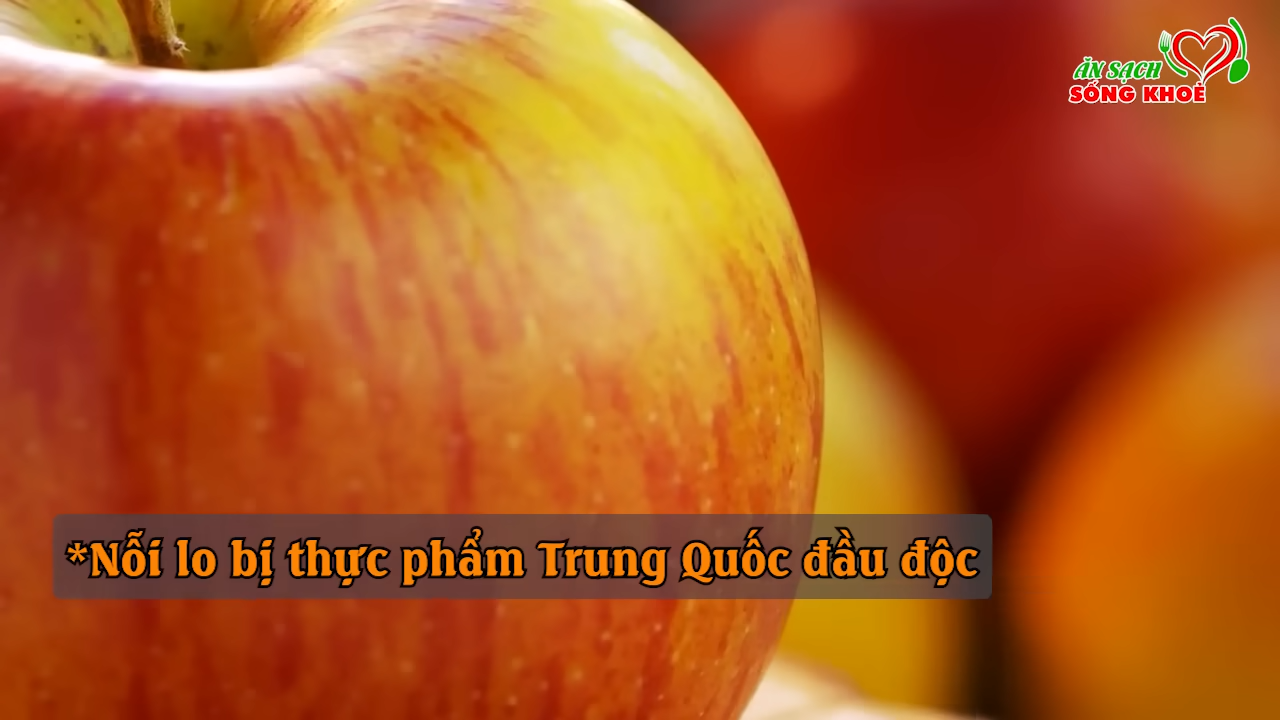 ĂN SẠCH
SỐNG KHOẺ
*Nỗi lo bị thực phẩm Trung Quốc đầu độc